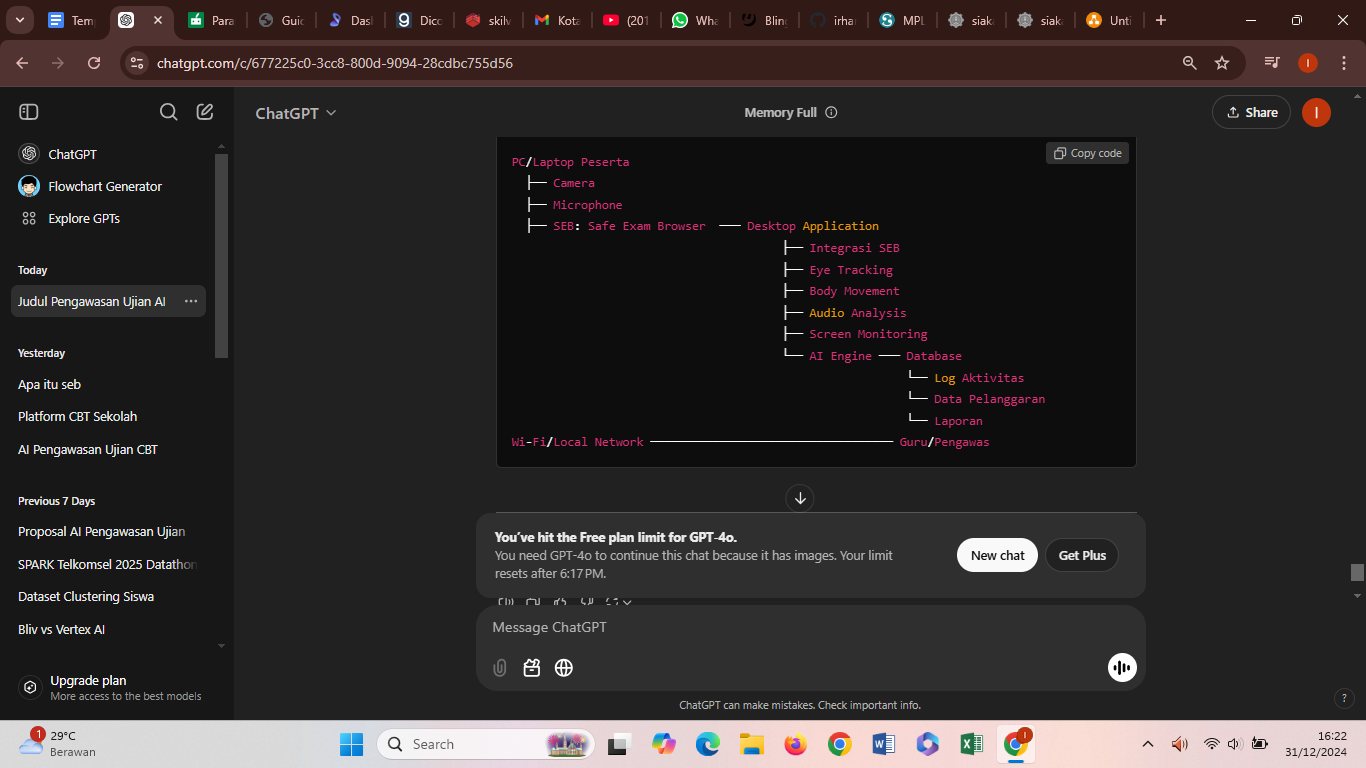 Temp
Para
Guid
Das
Dico
skilv
Kota
(201
Wha
Bling
irha
MPL
siak
siak
Unti
chatgpt.com/c/677225c0-3cc8-800d-9094-28cdbc755d56
I
ChatGPT
Memory Full
Share
I
ChatGPT
Flowchart Generator
Explore GPTs
Today
Judul Pengawasan Ujian AI
Yesterday
Apa itu seb
Platform CBT Sekolah
AI Pengawasan Ujian CBT
Previous 7 Days
Proposal AI Pengawasan Ujian
SPARK Telkomsel 2025 Datathon
Dataset Clustering Siswa
Bliv vs Vertex AI
Upgrade plan
More access to the best models
Copy code
PC/Laptop Peserta
├── Camera
├── Microphone
├── SEB: Safe Exam Browser ── Desktop Application
├── Integrasi SEB
├── Eye Tracking
├── Body Movement
├── Audio Analysis
├── Screen Monitoring
└── AI Engine ── Database
└── Log Aktivitas
└── Data Pelanggaran
└── Laporan
Wi-Fi/Local Network ─────────────────────────── Guru/Pengawas
You've hit the Free plan limit for GPT-4o.
You need GPT-4o to continue this chat because it has images. Your limit
resets after 6:17 PM.
New chat
Get Plus
Message ChatGPT
ChatGPT can make mistakes. Check important info.
?
1
29°C
Berawan
Search
I
16:22
31/12/2024